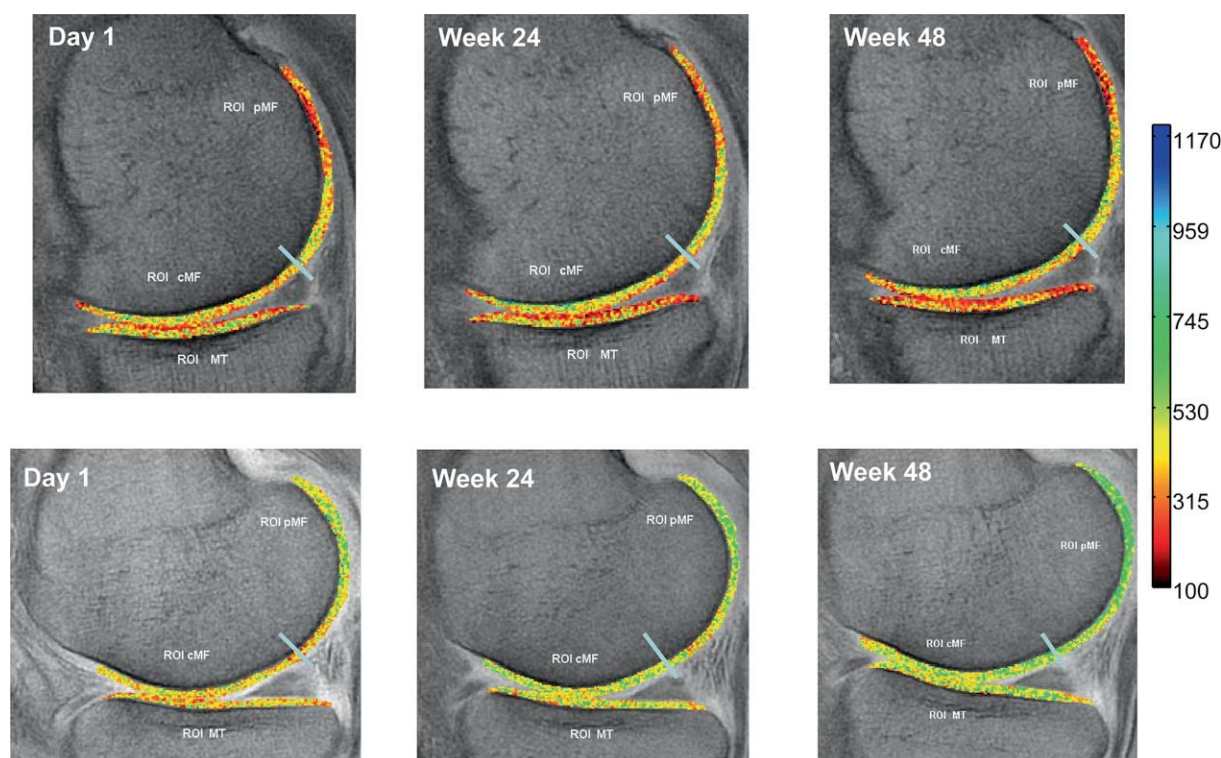 Day 1
ROI pMF
ROI cMF
ROI MT
Week 24
ROI pMF
ROI cMF
ROI MT
Week 48
ROI pMF
ROI cMF
ROI MT
1170
959
745
530
315
100
Day 1
ROI pMF
ROI cMF
ROI MT
Week 24
ROI pMF
ROI cMF
ROI MT
Week 48
ROI pMF
ROI cMF
ROI MT